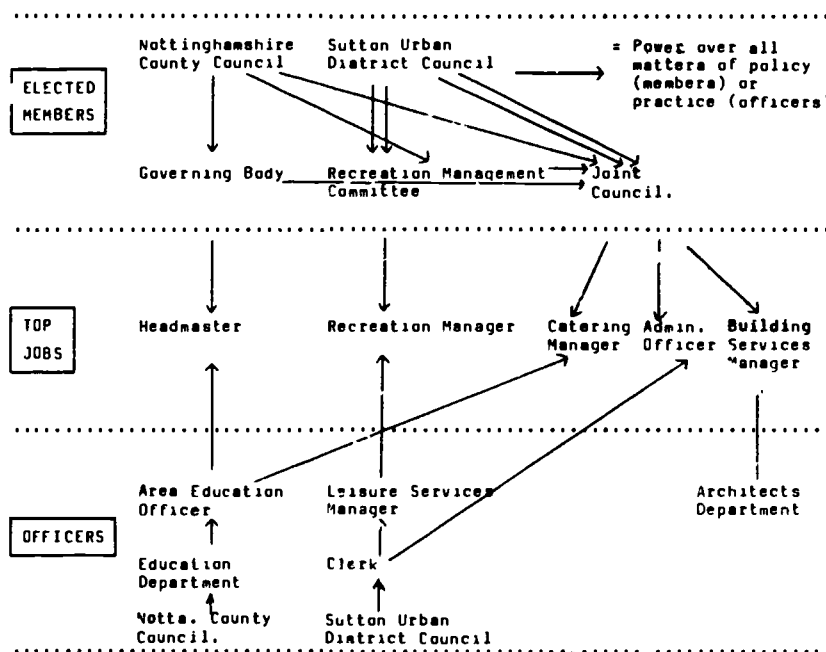 Nottinghamshire
County Council
Sutton Urban
District Council
= Power over all
matters of policy
(members) or
practice (officers)
ELECTED
MEMBERS
Governing Body
Recreation Management
Committee
Joint
Council.
TOP
JOBS
Headmaster
Recreation Manager
Catering
Manager
Admin.
Officer
Building
Services
Manager
OFFICERS
Area Education
Officer
Leisure Services
Manager
Architects
Department
Education
Department
Clerk
Notts. County
Council.
Sutton Urban
District Council